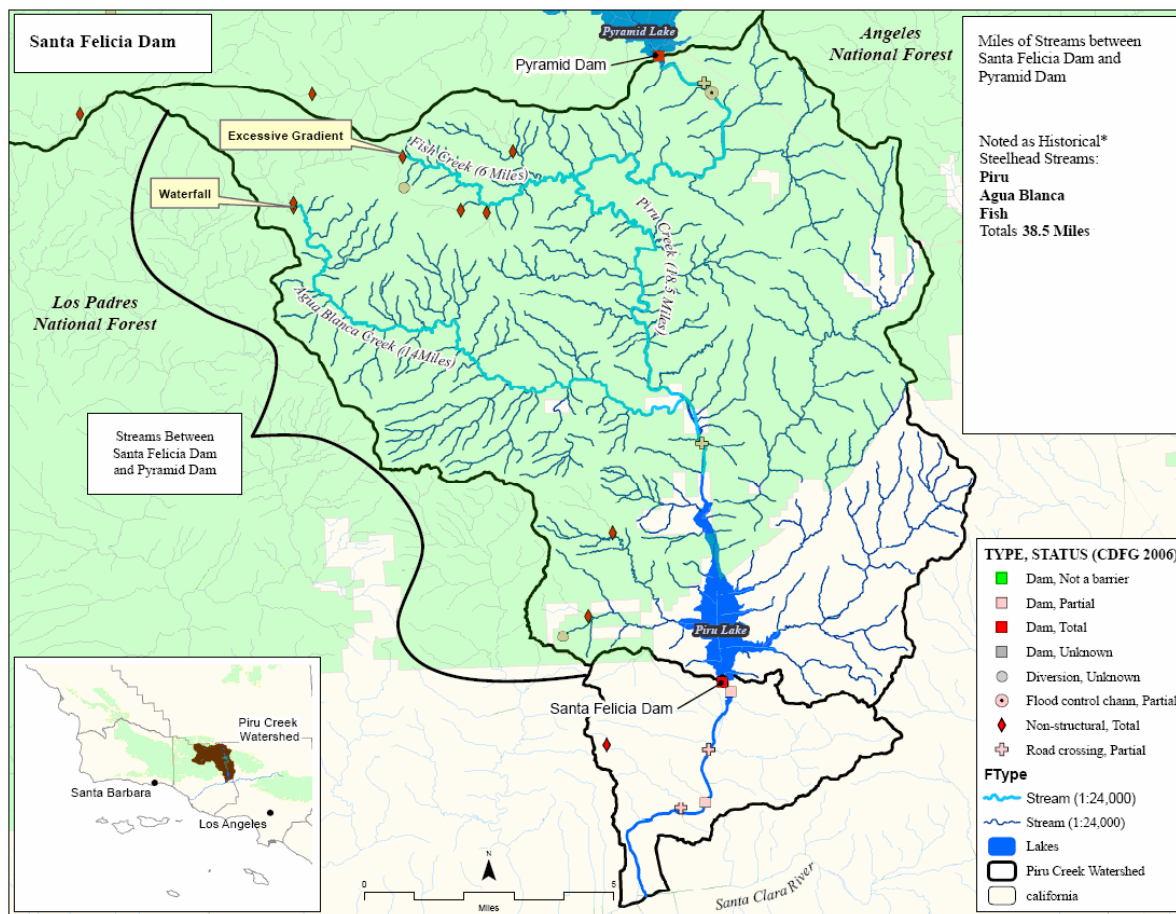 Santa Felicia Dam
Pyramid Lake
Pyramid Dam
Angeles
National Forest
Miles of Streams between
Santa Felicia Dam and
Pyramid Dam
Noted as Historical*
Steelhead Streams:
Piru
Agua Blanca
Fish
Totals 38.5 Miles
Excessive Gradient
Fish Creek (6 Miles)
Waterfall
Piru Creek (18.5 Miles)
Los Padres
National Forest
Agua Blanca Creek (14Miles)
Streams Between
Santa Felicia Dam
and Pyramid Dam
Piru Lake
Santa Felicia Dam
TYPE, STATUS (CDFG 2006)
Dam, Not a barrier
Dam, Partial
Dam, Total
Dam, Unknown
Diversion, Unknown
Flood control chann, Partial
Non-structural, Total
Road crossing, Partial
FType
Stream (1:24,000)
Stream (1:24,000)
Lakes
Piru Creek Watershed
california
Piru Creek
Watershed
Santa Barbara
Los Angeles
N
0 5
Miles
Santa Clara River